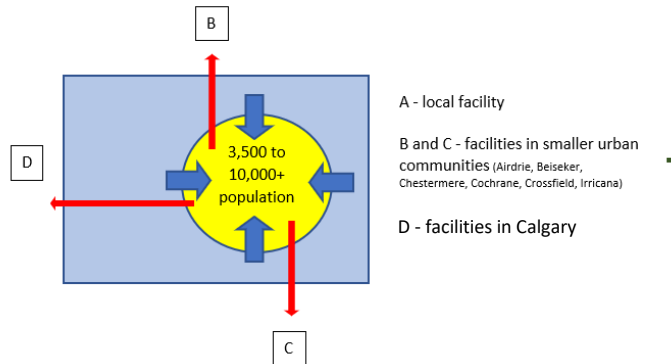 B
D
3,500 to
10,000+
population
C
A - local facility
B and C - facilities in smaller urban
communities (Airdrie, Beiseker,
Chestermere, Cochrane, Crossfield, Irricana)
D - facilities in Calgary